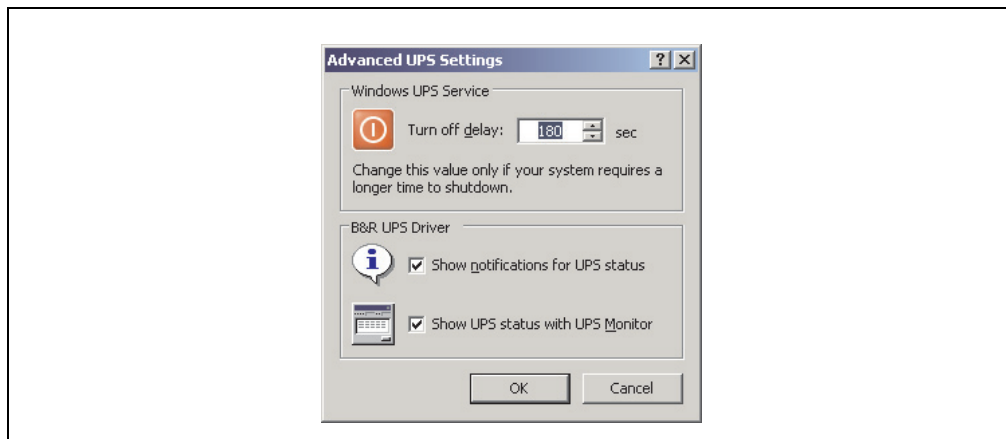 Advanced UPS Settings
Windows UPS Service
Turn off delay: 180 sec
Change this value only if your system requires a
longer time to shutdown.
B&R UPS Driver
Show notifications for UPS status
Show UPS status with UPS Monitor
OK Cancel